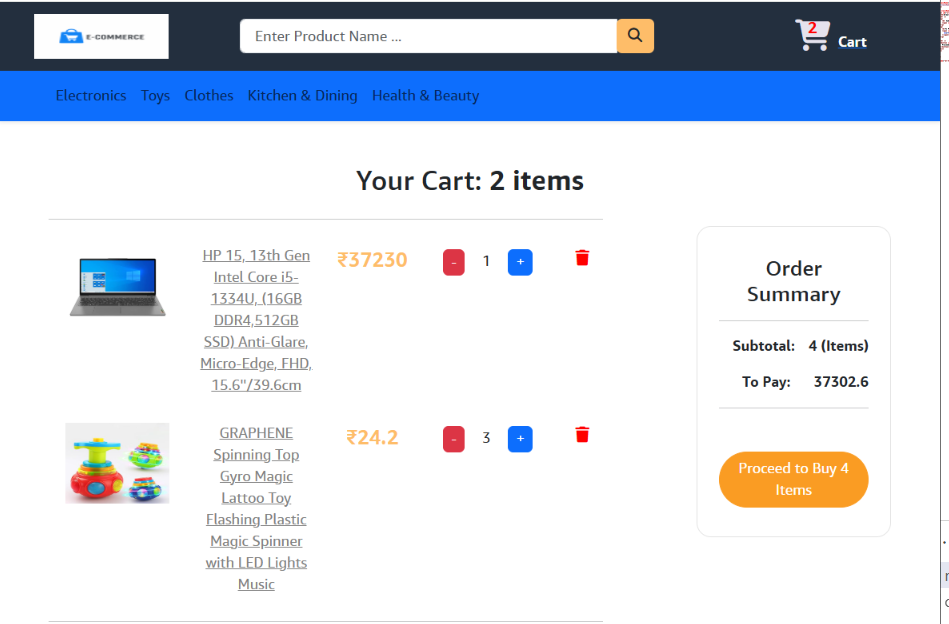 E-COMMERCE
Enter Product Name ...
2
Cart
Electronics Toys Clothes Kitchen & Dining Health & Beauty
Your Cart: 2 items
HP 15, 13th Gen
Intel Core i5-
1334U, (16GB
DDR4,512GB
SSD) Anti-Glare,
Micro-Edge, FHD,
15.6''/39.6cm
₹37230
- 1 +
GRAPHENE
Spinning Top
Gyro Magic
Lattoo Toy
Flashing Plastic
Magic Spinner
with LED Lights
Music
₹24.2
- 3 +
Order
Summary
Subtotal: 4 (Items)
To Pay: 37302.6
Proceed to Buy 4
Items